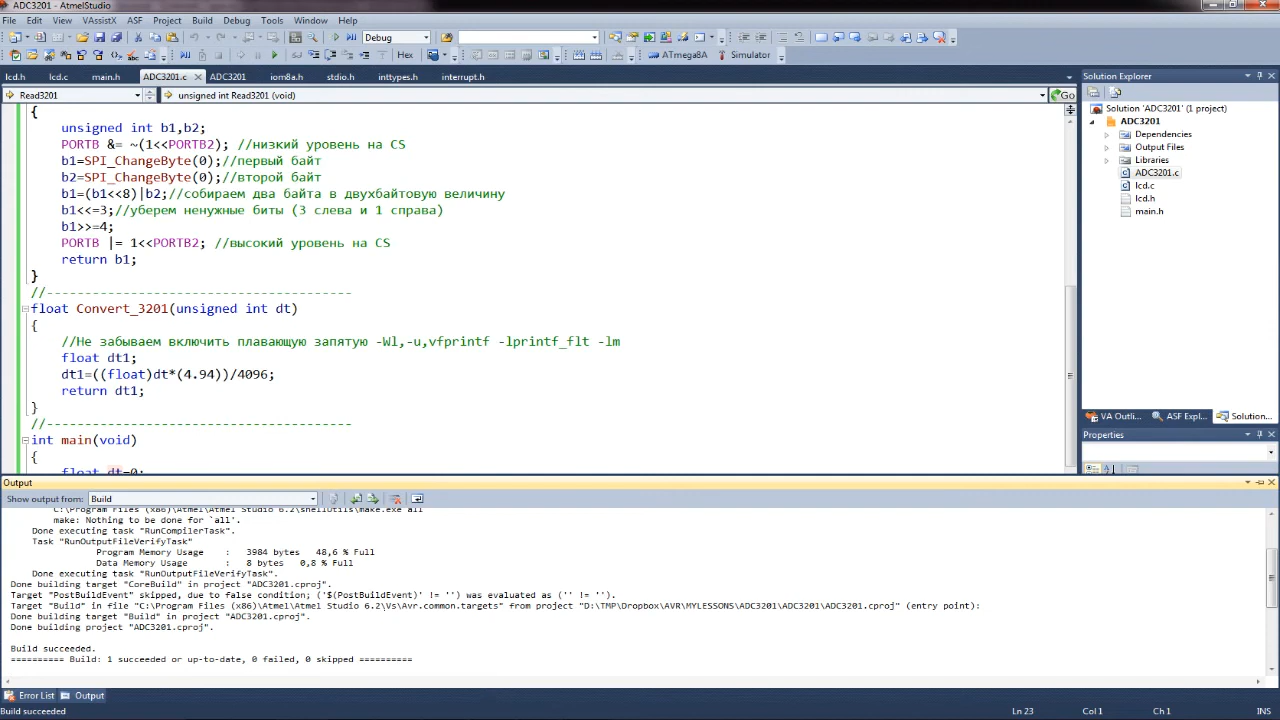 ADC3201 - AtmelStudio
File Edit View VAssistX ASF Project Build Debug Tools Window Help
Debug
Hex ATmega8A Simulator
lcd.h lcd.c main.h ADC3201.c ADC3201 iom8a.h stdio.h inttypes.h interrupt.h
Read3201 unsigned int Read3201 (void) Go
{
unsigned int b1,b2;
PORTB &= ~(1<<PORTB2); //низкий уровень на CS
b1=SPI_ChangeByte(0);//первый байт
b2=SPI_ChangeByte(0);//второй байт
b1=(b1<<8)|b2;//собираем два байта в двухбайтовую величину
b1<<=3;//уберем ненужные биты (3 слева и 1 справа)
b1>>=4;
PORTB |= 1<<PORTB2; //высокий уровень на CS
return b1;
}
//----------------------------------------
float Convert_3201(unsigned int dt)
{
//Не забываем включить плавающую запятую -Wl,-u,vfprintf -lprintf_flt -lm
float dt1;
dt1=((float)dt*(4.94))/4096;
return dt1;
}
//----------------------------------------
int main(void)
{
float dt=0;
Solution Explorer
Solution 'ADC3201' (1 project)
ADC3201
Dependencies
Output Files
Libraries
ADC3201.c
lcd.c
lcd.h
main.h
VA Outli... ASF Expl... Solution...
Properties
Output
Show output from: Build
C:\Program Files (x86)\Atmel\Atmel Studio 6.2\shellUtils\make.exe all
make: Nothing to be done for `all'.
Done executing task "RunCompilerTask".
Task "RunOutputFileVerifyTask"
Program Memory Usage : 3984 bytes 48,6 % Full
Data Memory Usage : 8 bytes 0,8 % Full
Done executing task "RunOutputFileVerifyTask".
Done building target "CoreBuild" in project "ADC3201.cproj".
Target "PostBuildEvent" skipped, due to false condition; ('$(PostBuildEvent)' != '') was evaluated as ('' != '').
Target "Build" in file "C:\Program Files (x86)\Atmel\Atmel Studio 6.2\Vs\Avr.common.targets" from project "D:\TMP\Dropbox\AVR\MYLESSONS\ADC3201\ADC3201\ADC3201.cproj" (entry point):
Done building target "Build" in project "ADC3201.cproj".
Done building project "ADC3201.cproj".
Build succeeded.
========== Build: 1 succeeded or up-to-date, 0 failed, 0 skipped ==========
Error List Output
Build succeeded Ln 23 Col 1 Ch 1 INS